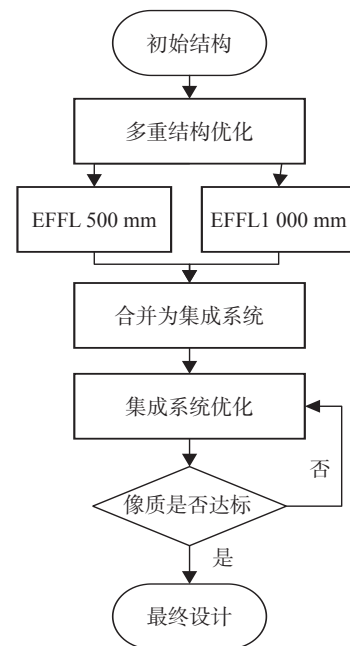 初始结构
多重结构优化
EFFL 500 mm
EFFL1 000 mm
合并为集成系统
集成系统优化
否
像质是否达标
是
最终设计